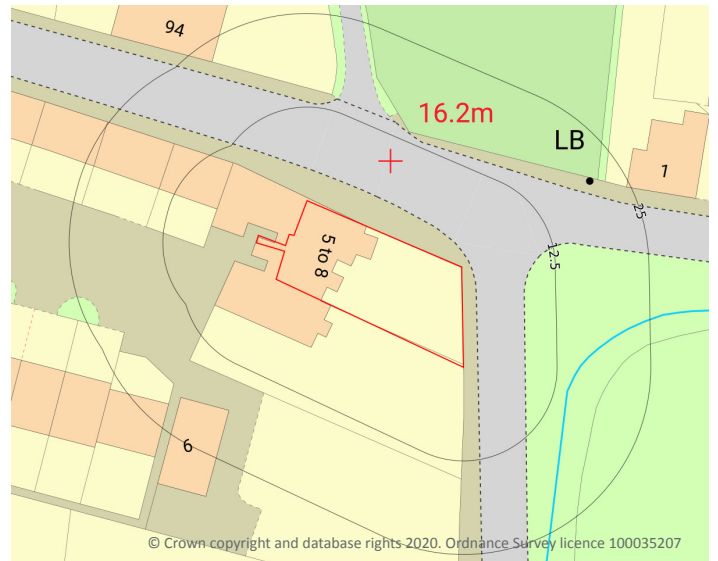 94
16.2m
LB
1
25
12.5
5 to 8
6
© Crown copyright and database rights 2020. Ordnance Survey licence 100035207